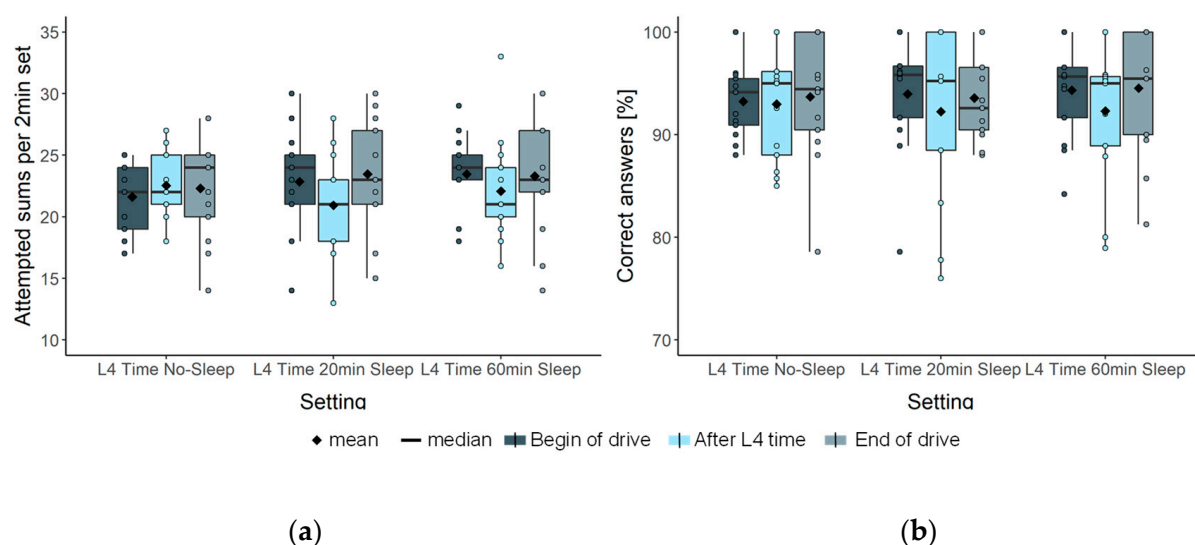 Attempted sums per 2min set
35
30
25
20
15
10
L4 Time No-Sleep L4 Time 20min Sleep L4 Time 60min Sleep
Setting
Correct answers [%]
100
90
80
70
L4 Time No-Sleep L4 Time 20min Sleep L4 Time 60min Sleep
Setting
mean median Begin of drive After L4 time End of drive
(a) (b)